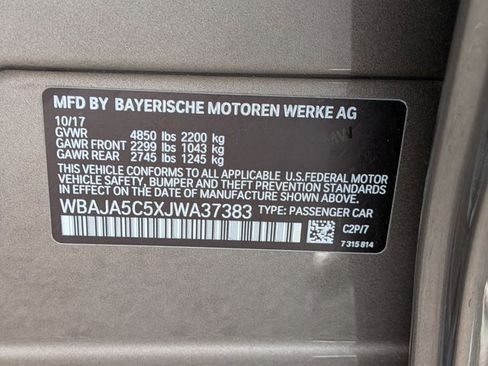 MFD BY BAYERISCHE MOTOREN WERKE AG
10/17
GVWR 4850 lbs 2200 kg
GAWR FRONT 2299 lbs 1043 kg
GAWR REAR 2745 lbs 1245 kg
THIS VEHICLE CONFORMS TO ALL APPLICABLE U.S.FEDERAL MOTOR
VEHICLE SAFETY, BUMPER, AND THEFT PREVENTION STANDARDS
IN EFFECT ON THE DATE OF MANUFACTURE SHOWN ABOVE.
WBAJA5C5XJWA37383 TYPE: PASSENGER CAR
C2P/7
7 315 814